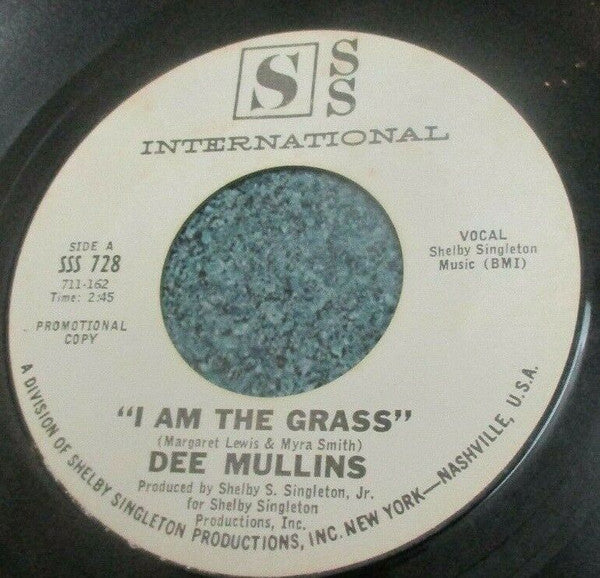 S S
S
INTERNATIONAL
SIDE A
SSS 728
711-162
Time: 2:45
PROMOTIONAL
COPY
VOCAL
Shelby Singleton
Music (BMI)
"I AM THE GRASS"
(Margaret Lewis & Myra Smith)
DEE MULLINS
Produced by Shelby S. Singleton, Jr.
for Shelby Singleton
Productions, Inc.
A DIVISION OF SHELBY SINGLETON PRODUCTIONS, INC. NEW YORK—NASHVILLE, U.S.A.